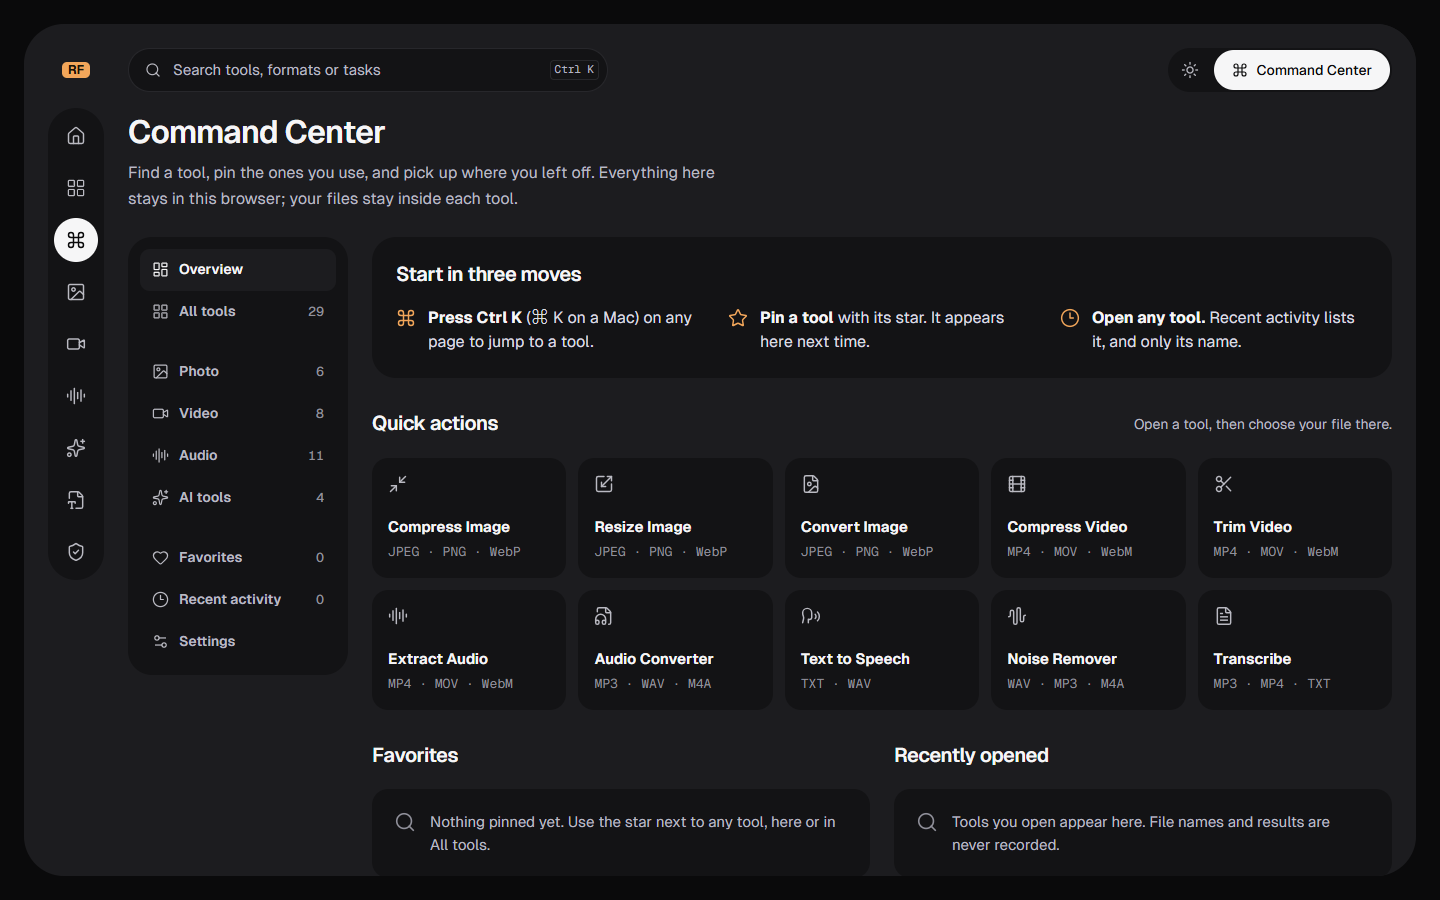 RF
Search tools, formats or tasks
Ctrl K
Command Center
Command Center
Find a tool, pin the ones you use, and pick up where you left off. Everything here
stays in this browser; your files stay inside each tool.
Overview
All tools 29
Photo 6
Video 8
Audio 11
AI tools 4
Favorites 0
Recent activity 0
Settings
Start in three moves
Press Ctrl K (⌘ K on a Mac) on any
page to jump to a tool.
Pin a tool with its star. It appears
here next time.
Open any tool. Recent activity lists
it, and only its name.
Quick actions
Open a tool, then choose your file there.
Compress Image
JPEG · PNG · WebP
Resize Image
JPEG · PNG · WebP
Convert Image
JPEG · PNG · WebP
Compress Video
MP4 · MOV · WebM
Trim Video
MP4 · MOV · WebM
Extract Audio
MP4 · MOV · WebM
Audio Converter
MP3 · WAV · M4A
Text to Speech
TXT · WAV
Noise Remover
WAV · MP3 · M4A
Transcribe
MP3 · MP4 · TXT
Favorites
Nothing pinned yet. Use the star next to any tool, here or in
All tools.
Recently opened
Tools you open appear here. File names and results are
never recorded.